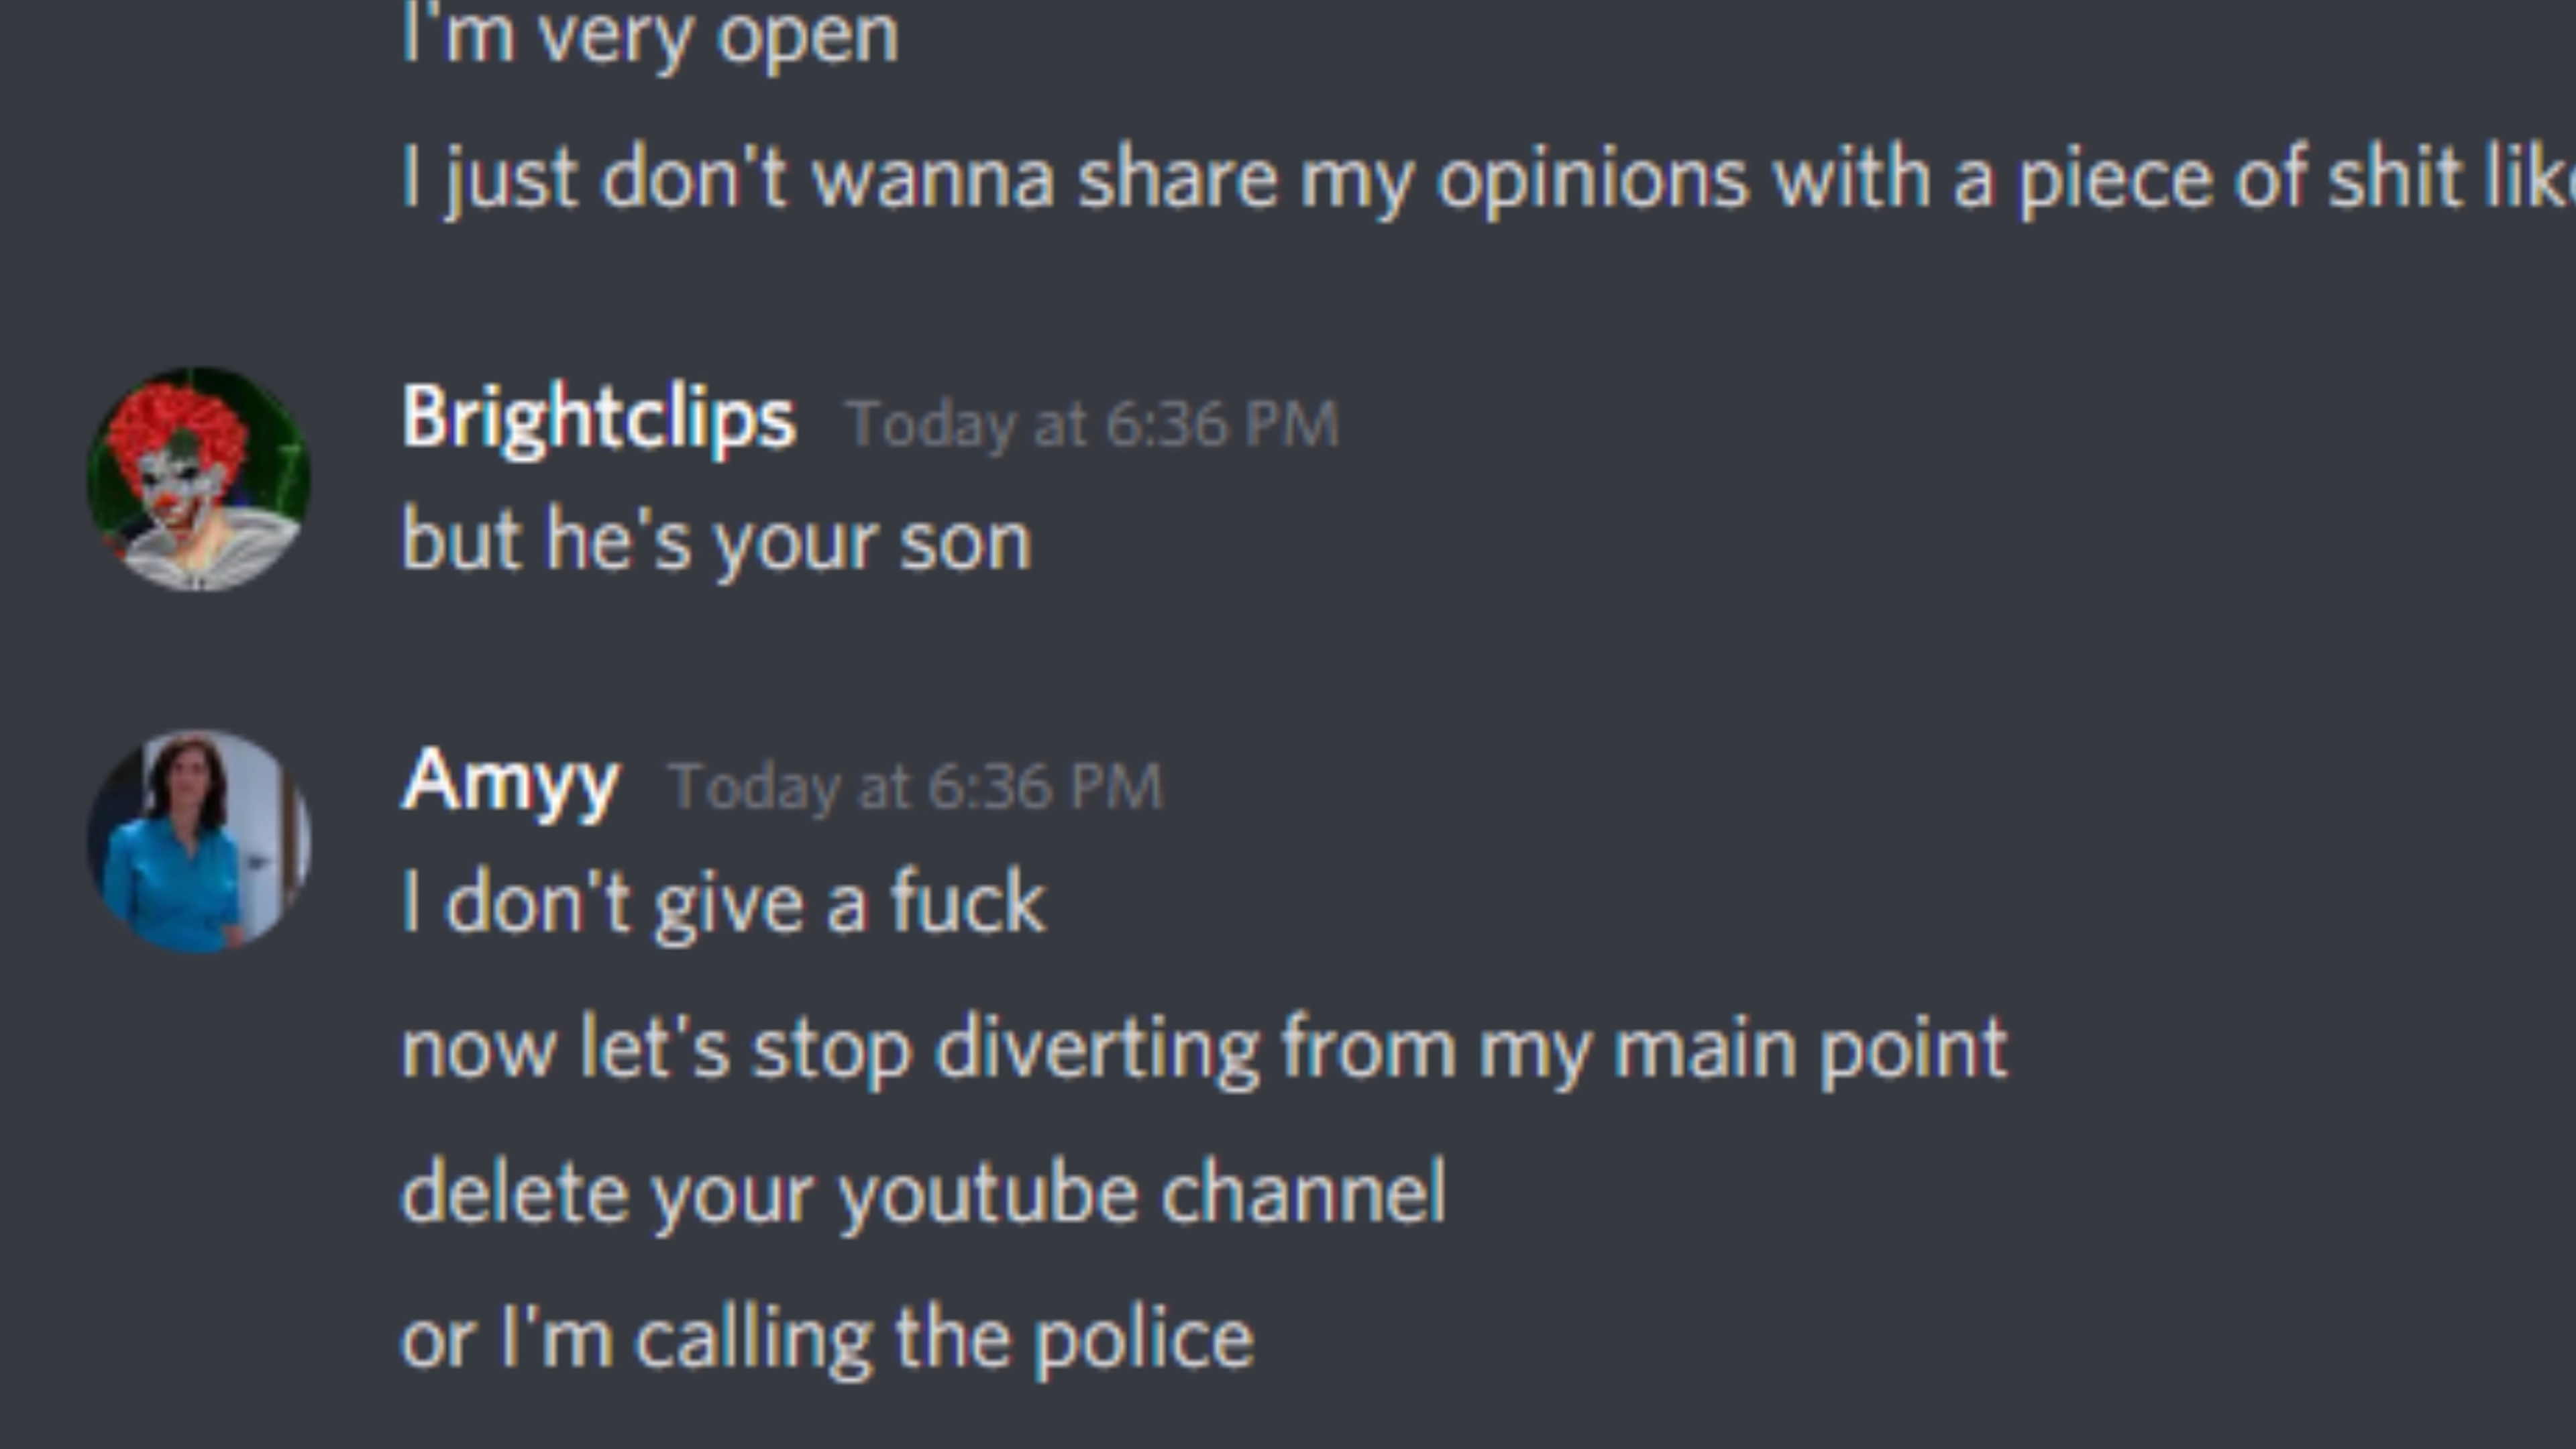 I'm very open
I just don't wanna share my opinions with a piece of shit
Brightclips Today at 6:36 PM
but he's your son
Amyy Today at 6:36 PM
I don't give a fuck
now let's stop diverting from my main point
delete your youtube channel
or I'm calling the police